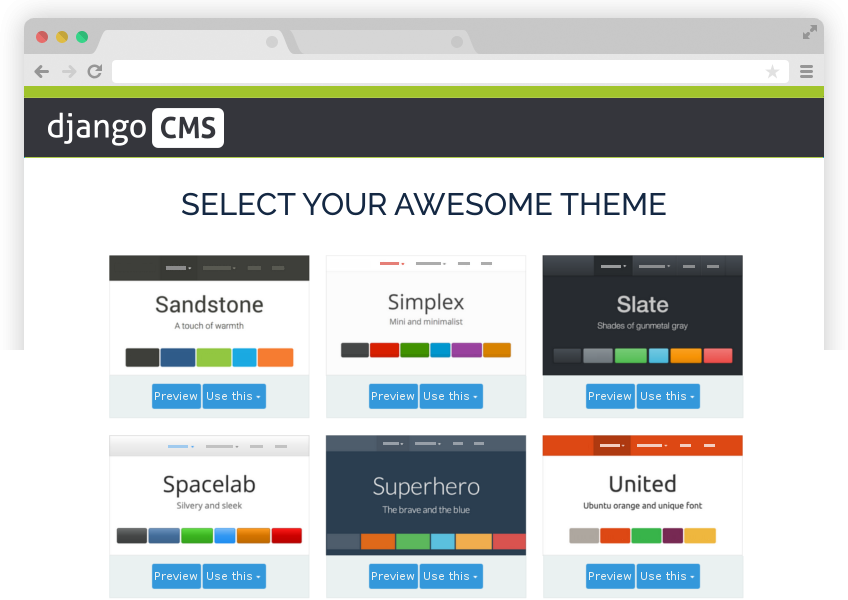 django CMS
SELECT YOUR AWESOME THEME
Sandstone
A touch of warmth
Simplex
Mini and minimalist
Slate
Shades of gunmetal gray
Preview Use this
Preview Use this
Preview Use this
Spacelab
Silvery and sleek
Superhero
The brave and the blue
United
Ubuntu orange and unique font
Preview Use this
Preview Use this
Preview Use this